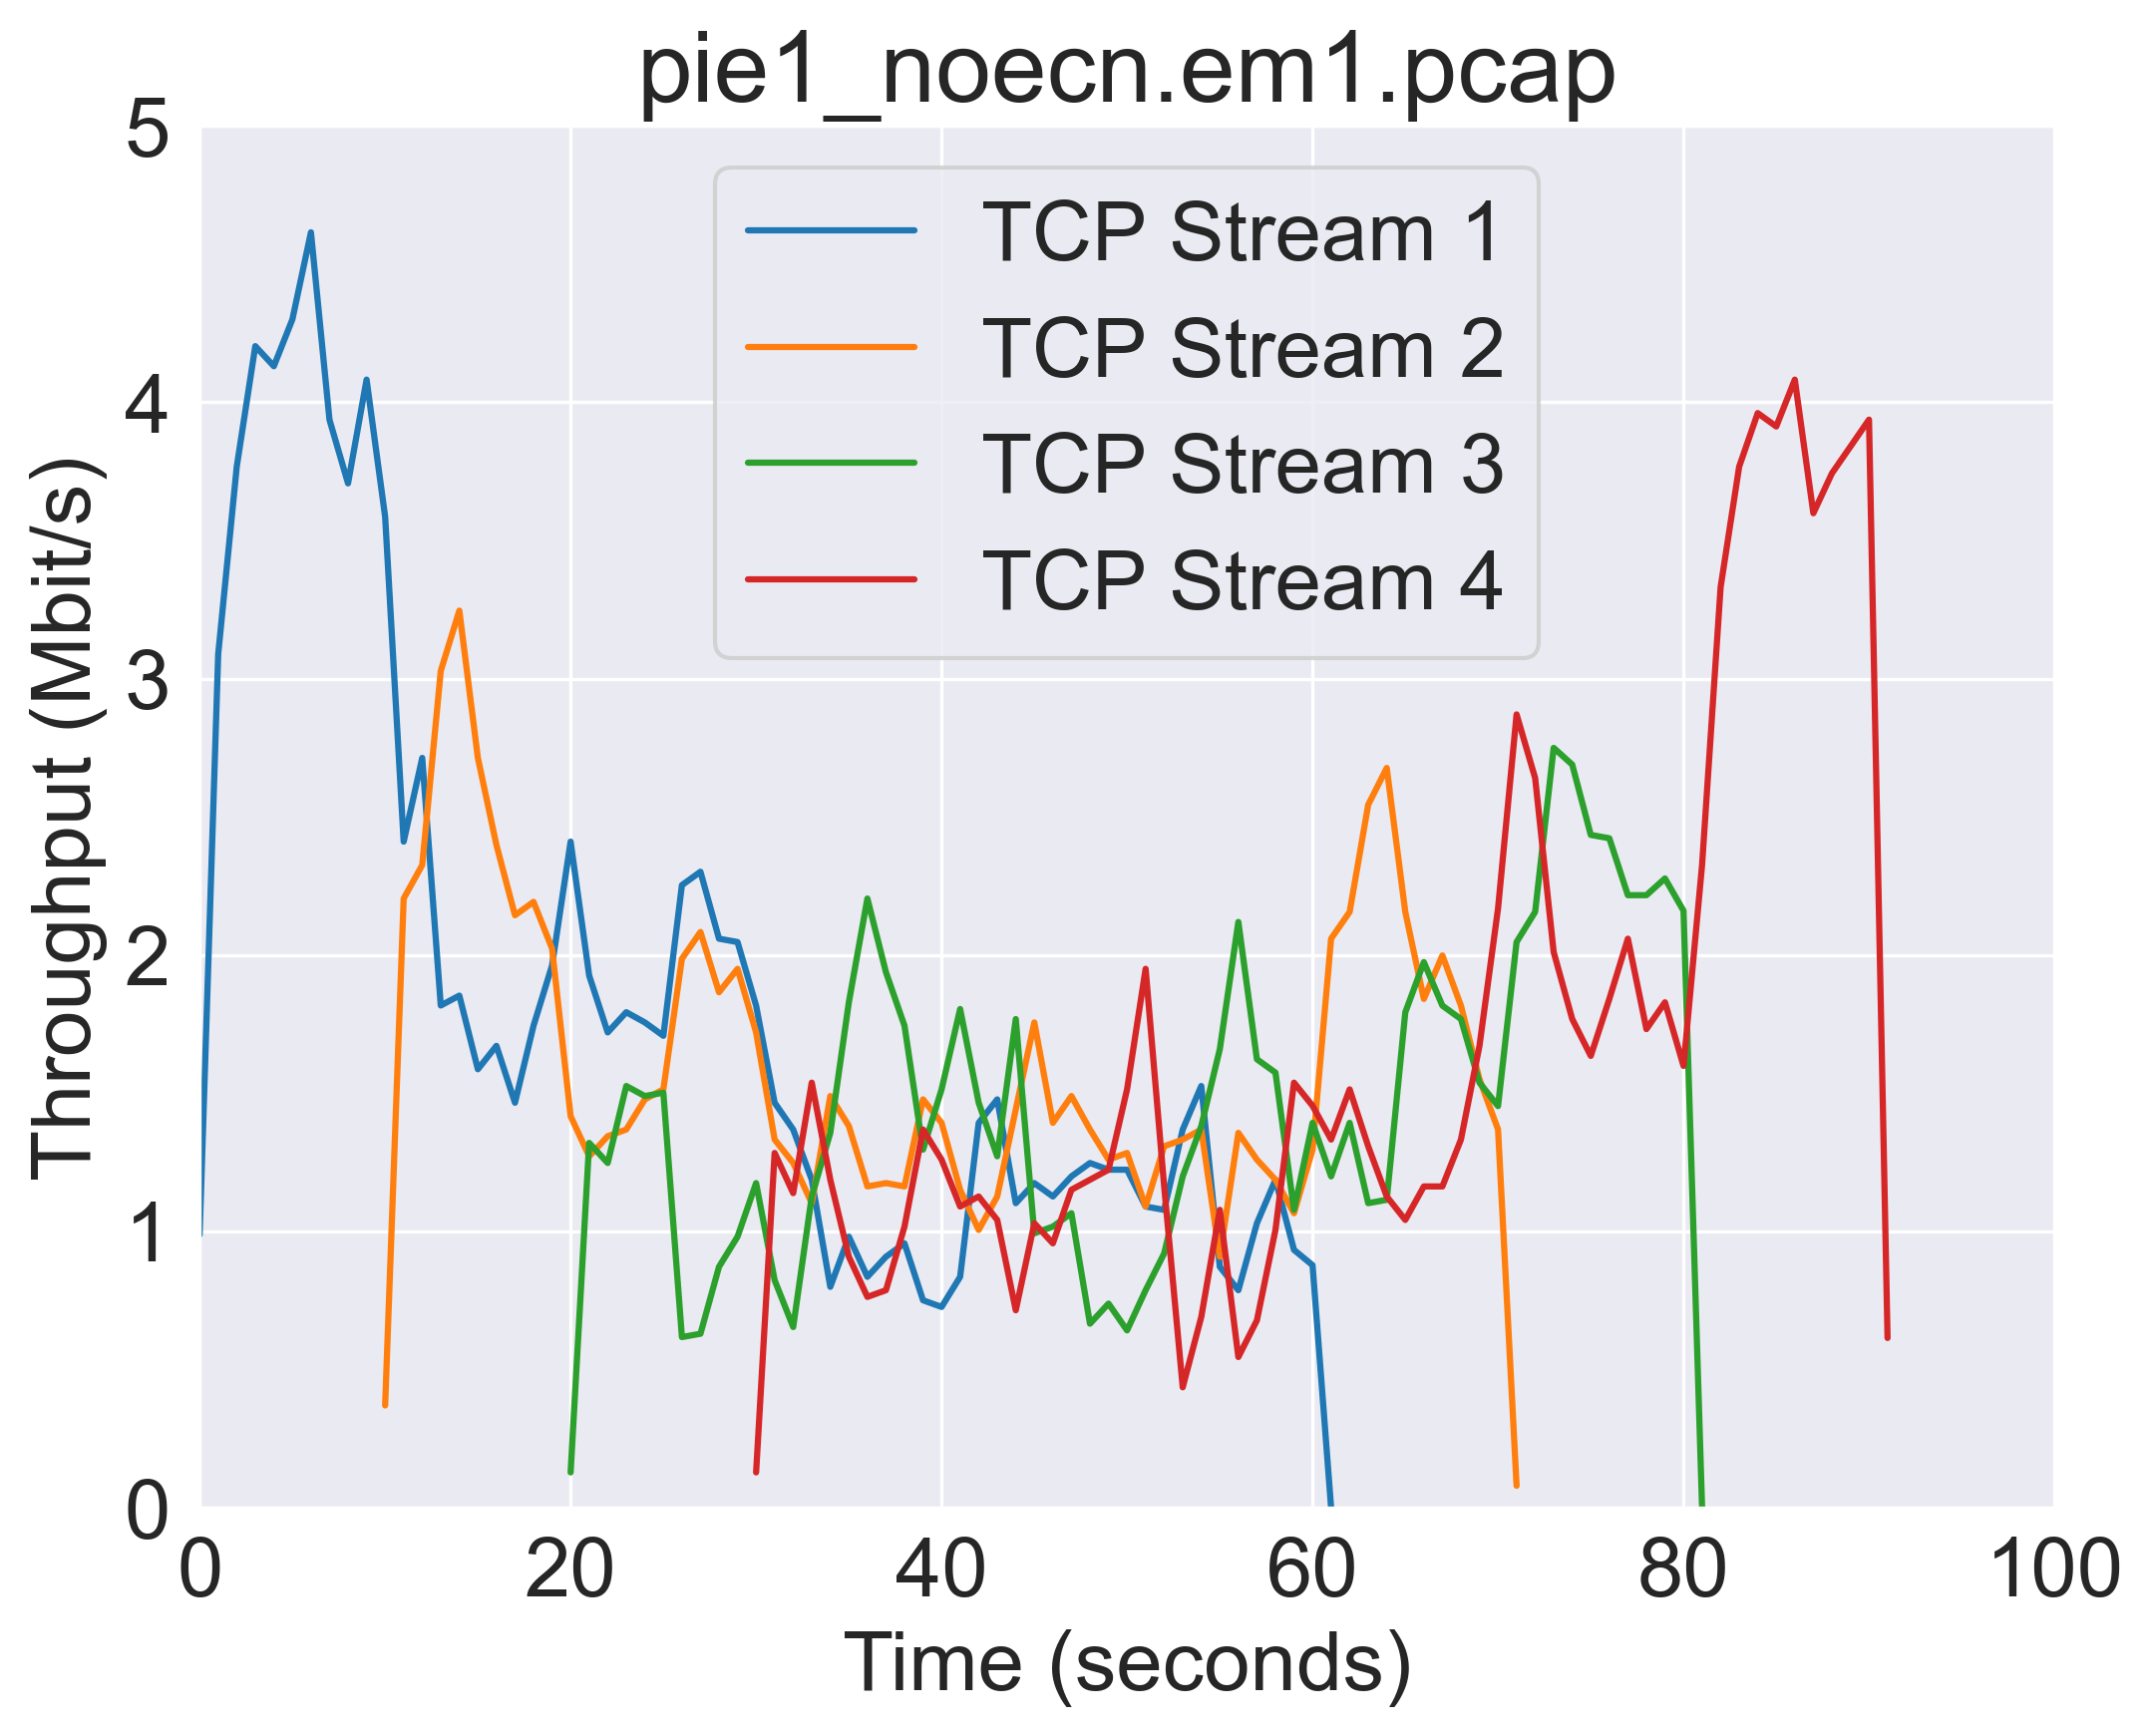 pie1_noecn.em1.pcap
5
4
3
2
1
0
Throughput (Mbit/s)
TCP Stream 1
TCP Stream 2
TCP Stream 3
TCP Stream 4
0 20 40 60 80 100
Time (seconds)